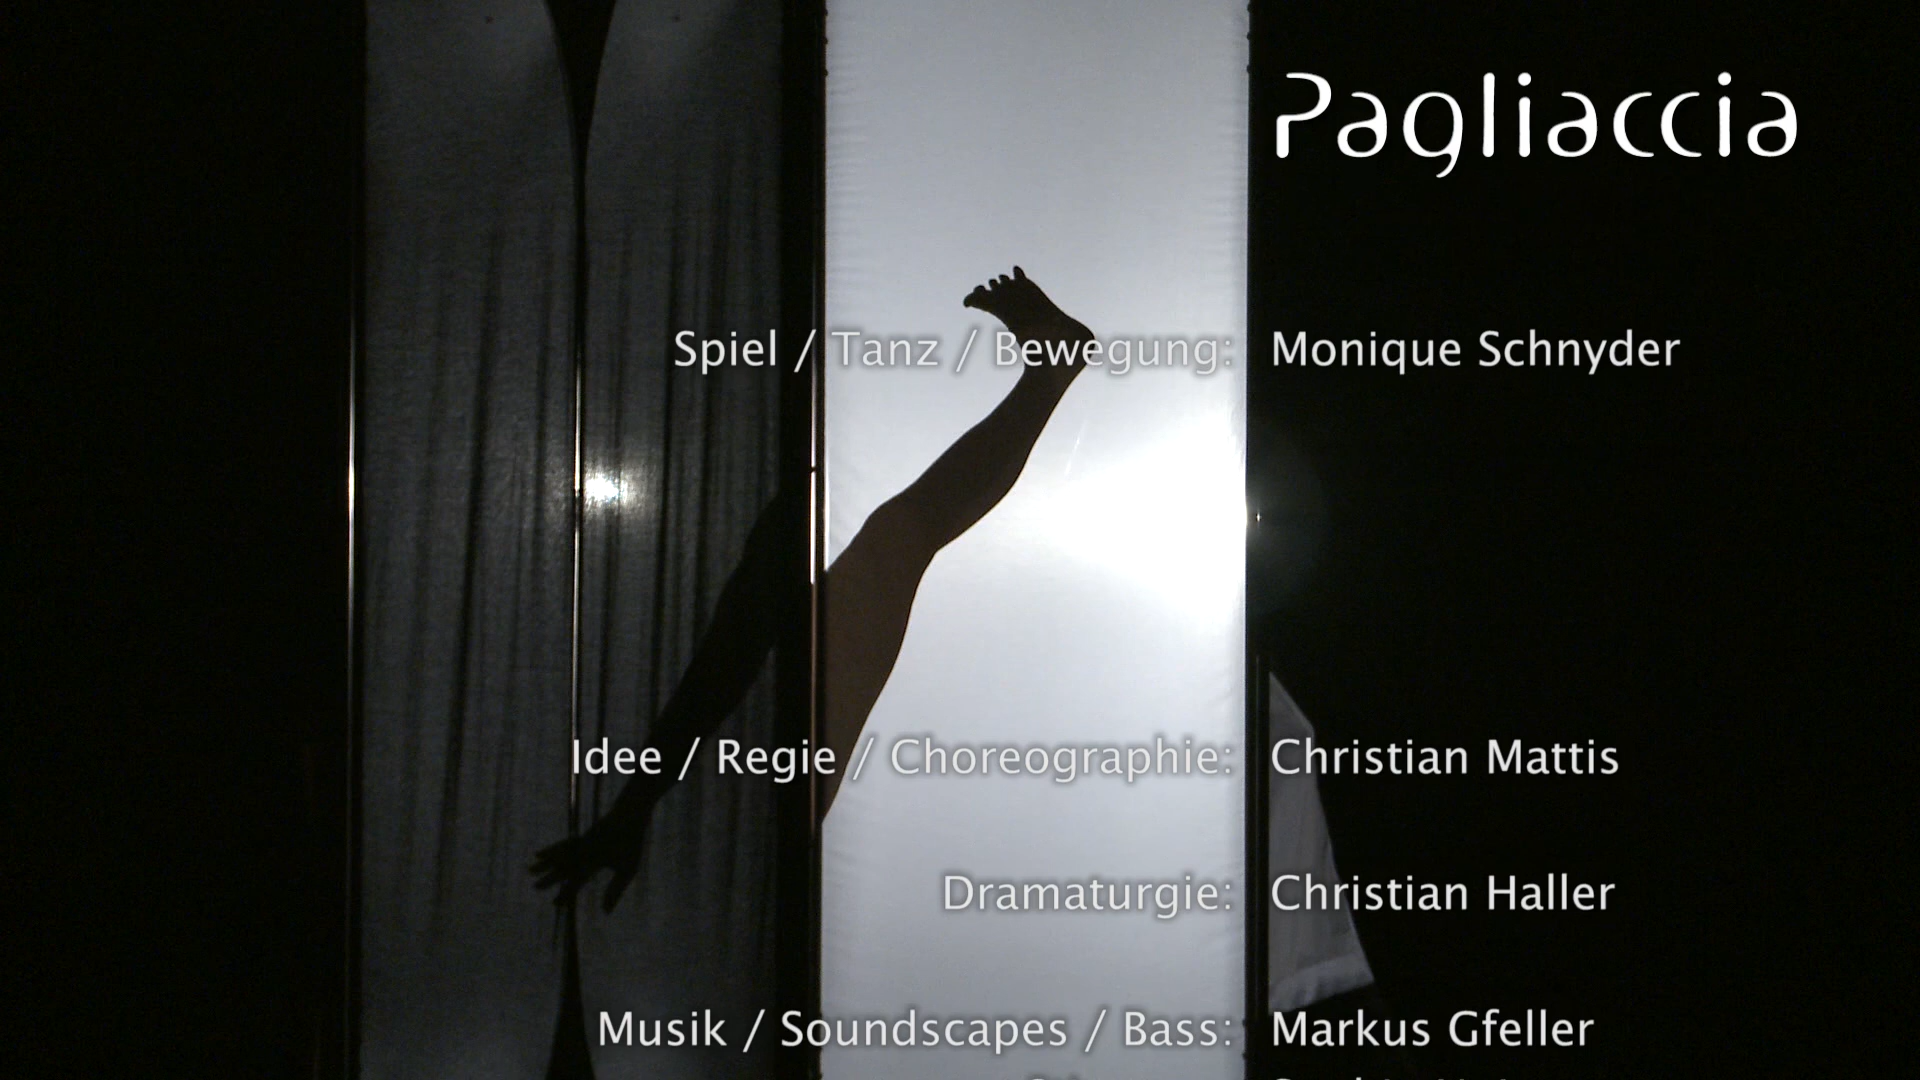 Pagliaccia
Spiel / Tanz / Bewegung: Monique Schnyder
Idee / Regie / Choreographie: Christian Mattis
Dramaturgie: Christian Haller
Musik / Soundscapes / Bass: Markus Gfeller